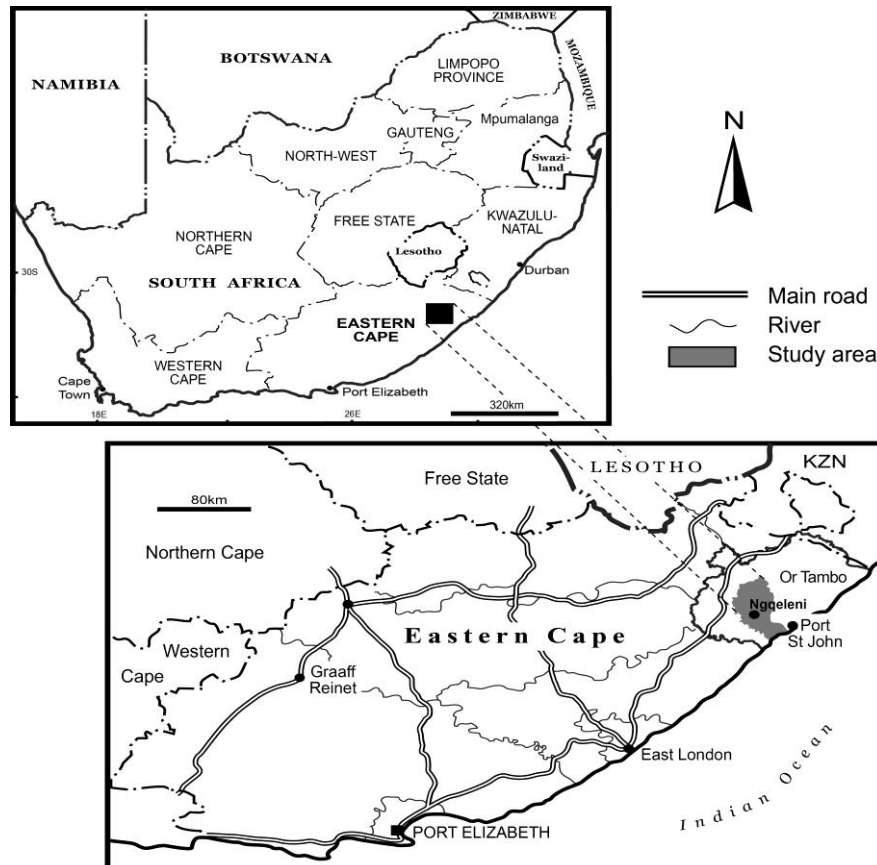 ZIMBABWE
BOTSWANA
LIMPOPO
PROVINCE
MOZAMBIQUE
NAMIBIA
Mpumalanga
GAUTENG
NORTH-WEST
Swazi-
land
FREE STATE
KWAZULU-
NATAL
NORTHERN
CAPE
Lesotho
Durban
30S
SOUTH AFRICA
EASTERN
CAPE
WESTERN
CAPE
Cape
Town
Port Elizabeth
18E
26E
320km
N
Main road
River
Study area
LESOTHO
KZN
Free State
80km
Northern Cape
Or Tambo
Ngqeleni
Port
St John
Eastern Cape
Western
Cape
Graaff
Reinet
East London
Indian Ocean
PORT ELIZABETH